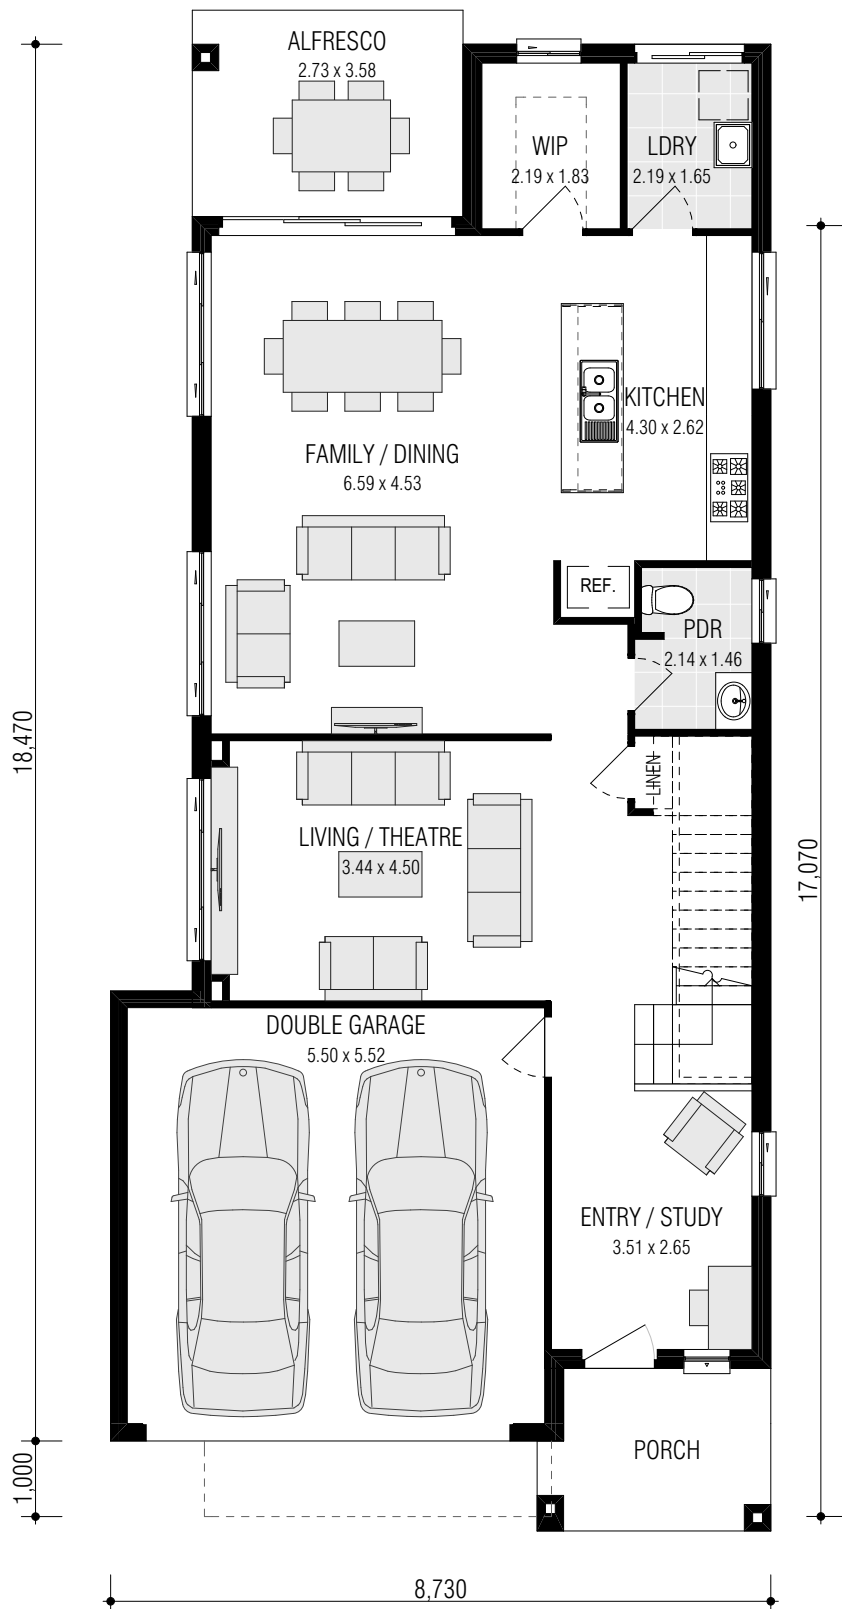 ALFRESCO
2.73 x 3.58
WIP
2.19 x 1.83
LDRY
2.19 x 1.65
KITCHEN
4.30 x 2.62
FAMILY / DINING
6.59 x 4.53
REF.
PDR
2.14 x 1.46
LINEN
LIVING / THEATRE
3.44 x 4.50
DOUBLE GARAGE
5.50 x 5.52
ENTRY / STUDY
3.51 x 2.65
PORCH
18,470
1,000
17,070
8,730